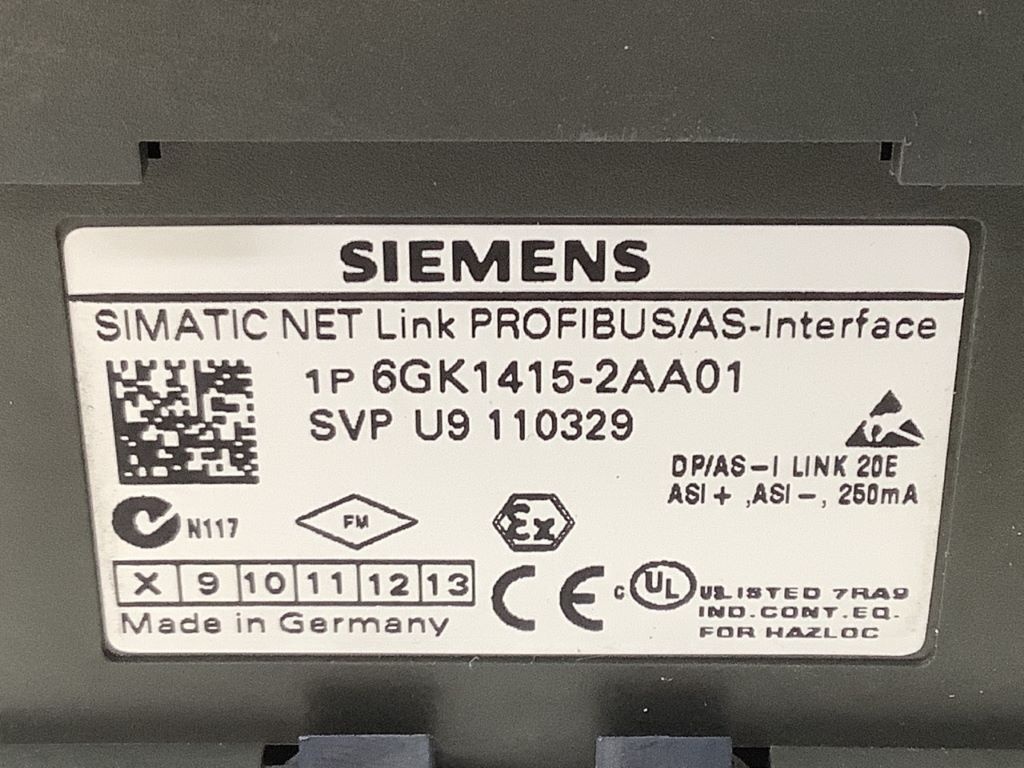 SIEMENS
SIMATIC NET Link PROFIBUS/AS-Interface
1P 6GK1415-2AA01
SVP U9 110329
DP/AS-I LINK 20E
ASI + ,ASI -, 250mA
N117
FM
Ex
X 9 10 11 12 13
CE
C UL US LISTED 7RA9
IND.CONT.EQ.
FOR HAZLOC
Made in Germany